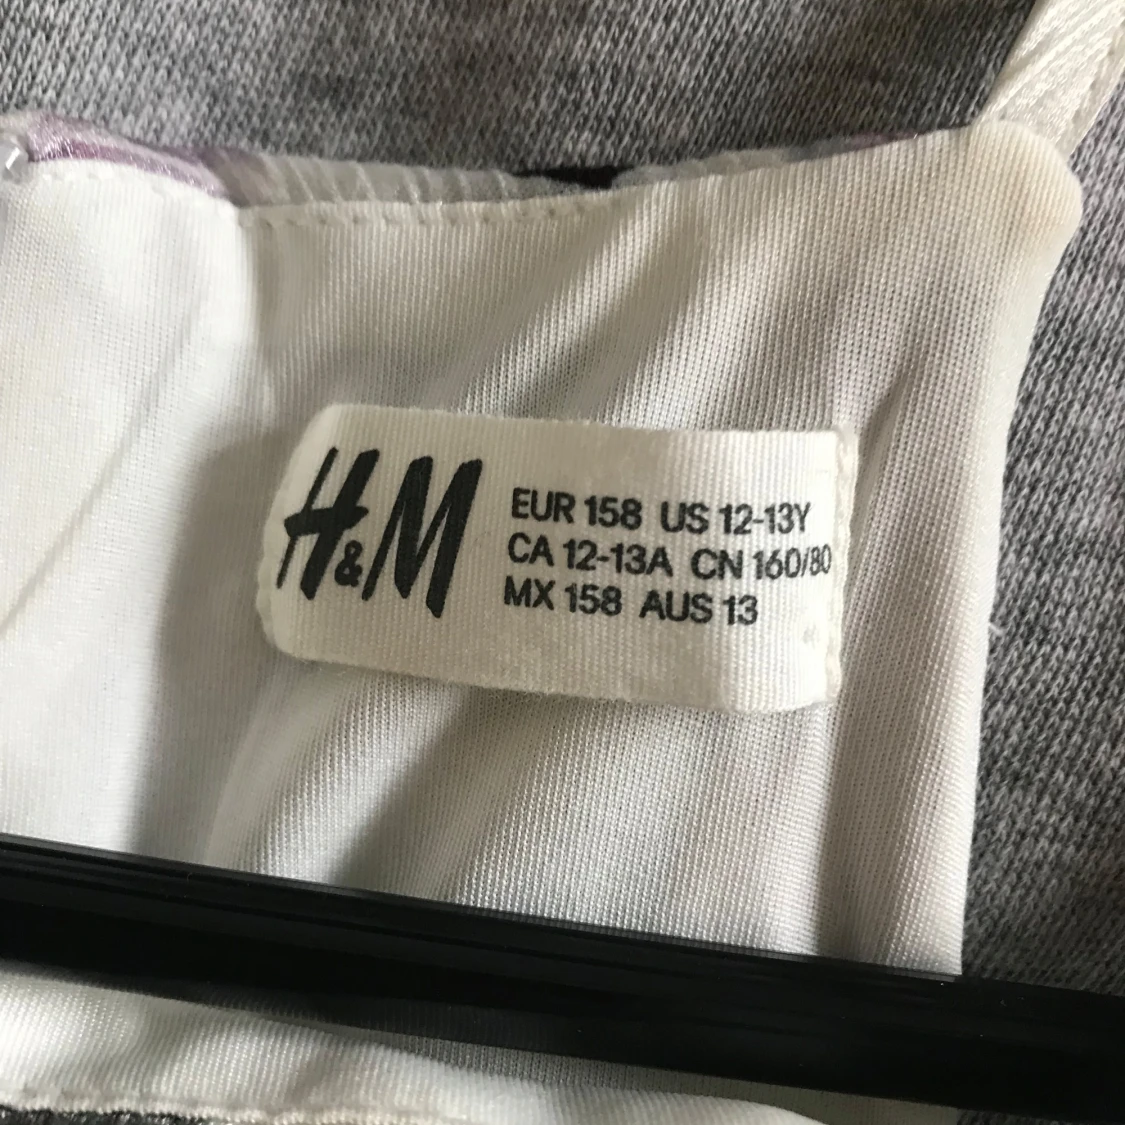 H&M
EUR 158 US 12-13Y
CA 12-13A CN 160/80
MX 158 AUS 13